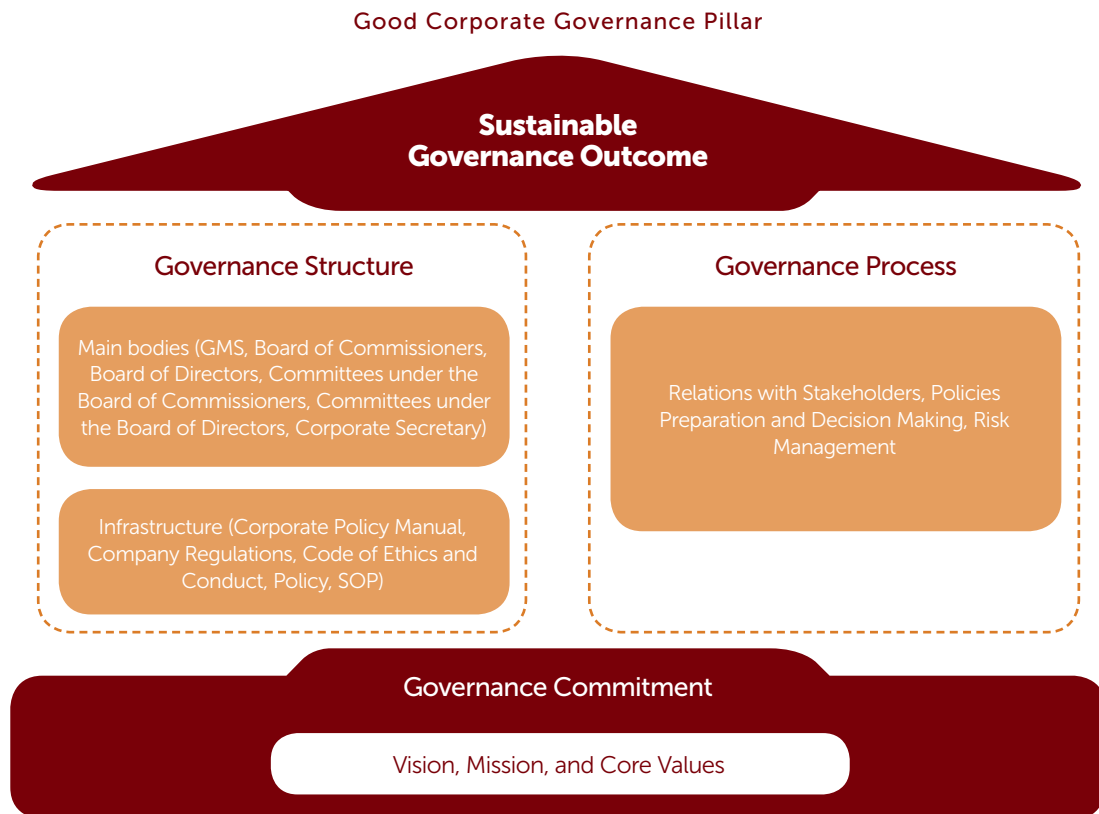 Good Corporate Governance Pillar
Sustainable
Governance Outcome
Governance Structure
Main bodies (GMS, Board of Commissioners,
Board of Directors, Committees under the
Board of Commissioners, Committees under
the Board of Directors, Corporate Secretary)
Infrastructure (Corporate Policy Manual,
Company Regulations, Code of Ethics and
Conduct, Policy, SOP)
Governance Process
Relations with Stakeholders, Policies
Preparation and Decision Making, Risk
Management
Governance Commitment
Vision, Mission, and Core Values